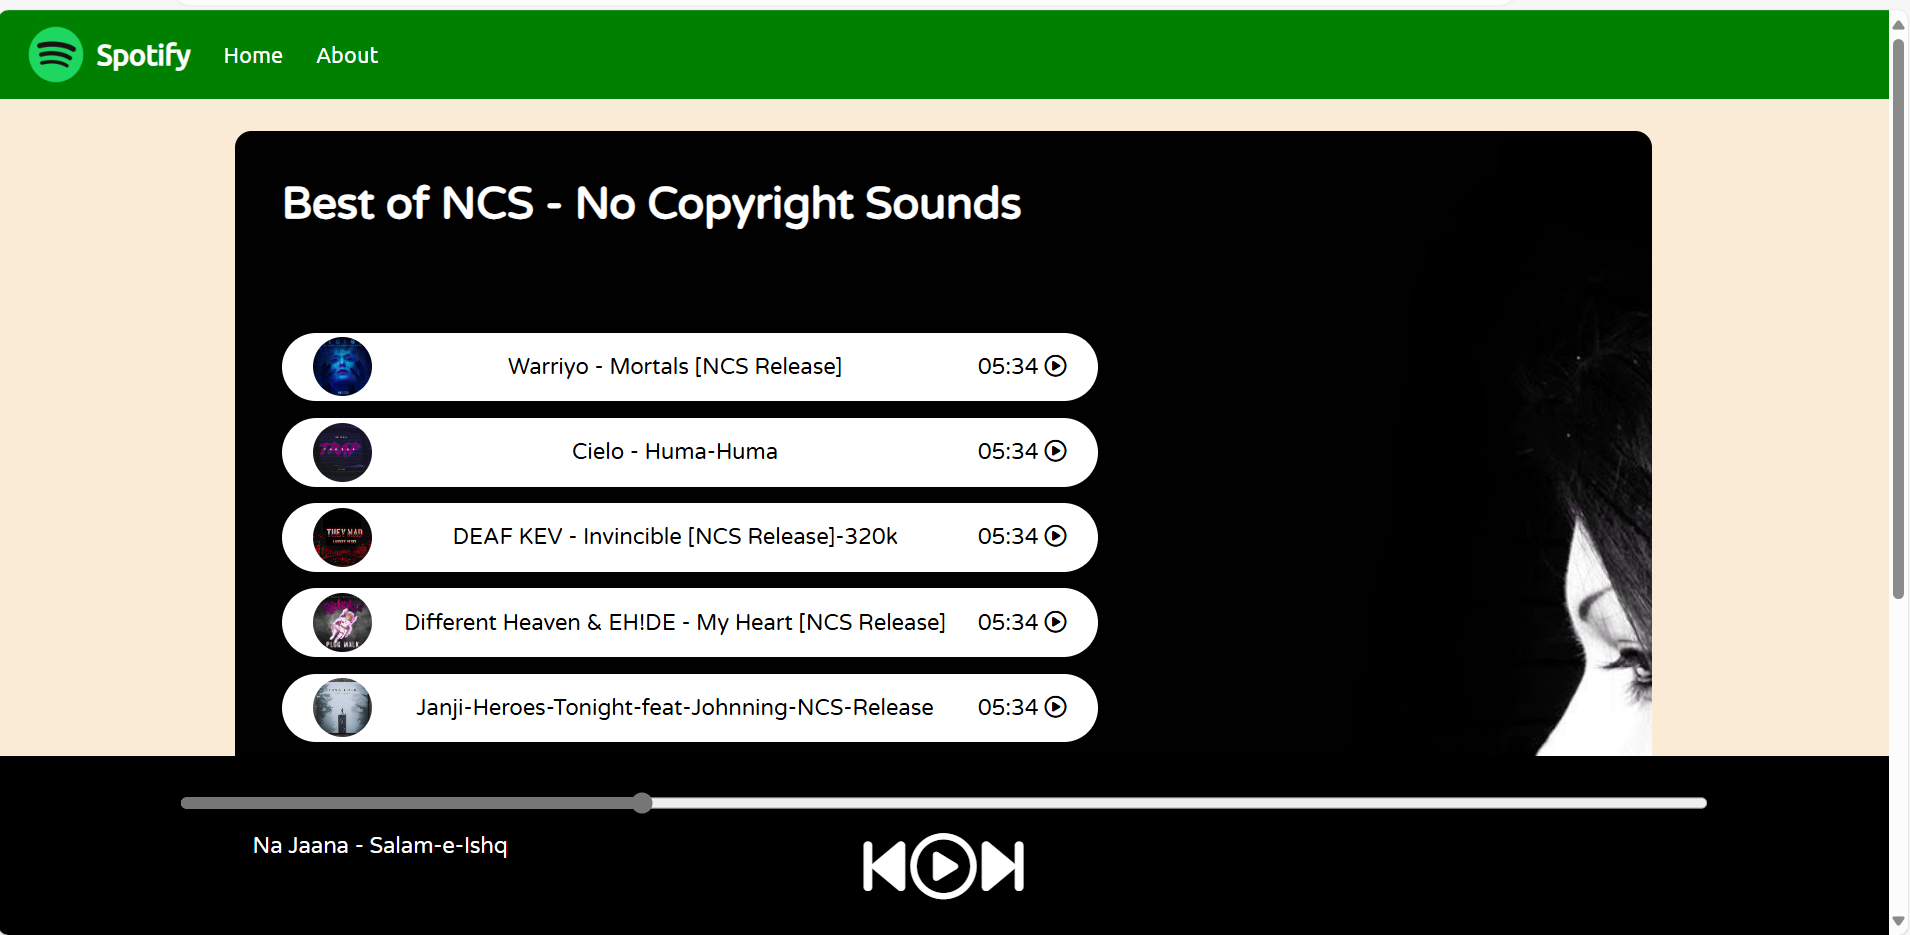 Spotify Home About
Best of NCS - No Copyright Sounds
Warriyo - Mortals [NCS Release] 05:34
Cielo - Huma-Huma 05:34
DEAF KEV - Invincible [NCS Release]-320k 05:34
Different Heaven & EH!DE - My Heart [NCS Release] 05:34
Janji-Heroes-Tonight-feat-Johnning-NCS-Release 05:34
Na Jaana - Salam-e-Ishq